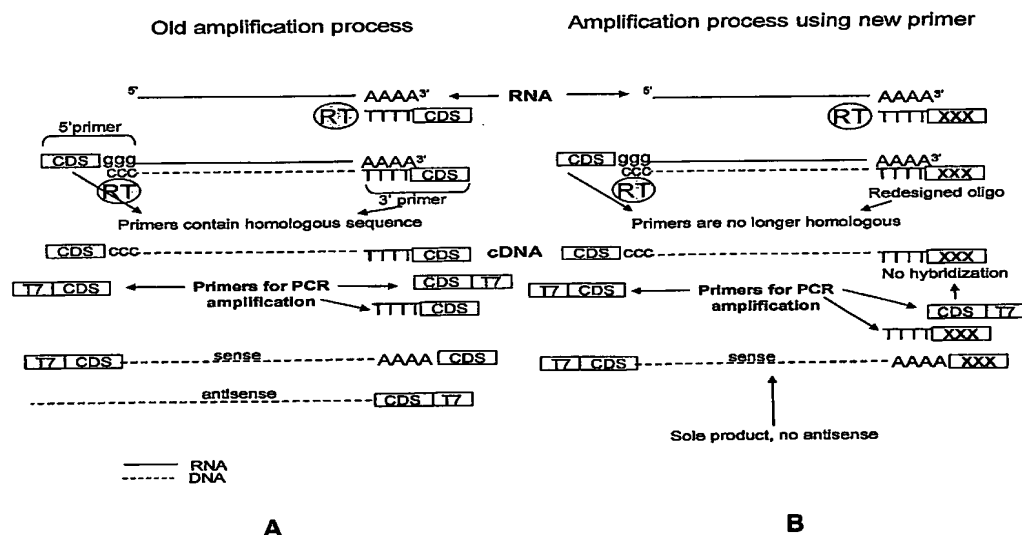 Old amplification process
Amplification process using new primer
5' AAAA3' RNA 5' AAAA3'
RT TTTT CDS RT TTTT XXX
5'primer
CDS ggg AAAA3' CDS ggg AAAA3'
ccc TTTT CDS ccc TTTT XXX
RT RT
3' primer Redesigned oligo
Primers contain homologous sequence Primers are no longer homologous
CDS ccc TTTT CDS cDNA CDS ccc TTTT XXX
No hybridization
T7 CDS Primers for PCR CDS T7 T7 CDS Primers for PCR
amplification TTTT CDS amplification CDS T7
TTTT XXX
T7 CDS sense AAAA CDS T7 CDS sense AAAA XXX
antisense CDS T7
Sole product, no antisense
RNA
DNA
A B